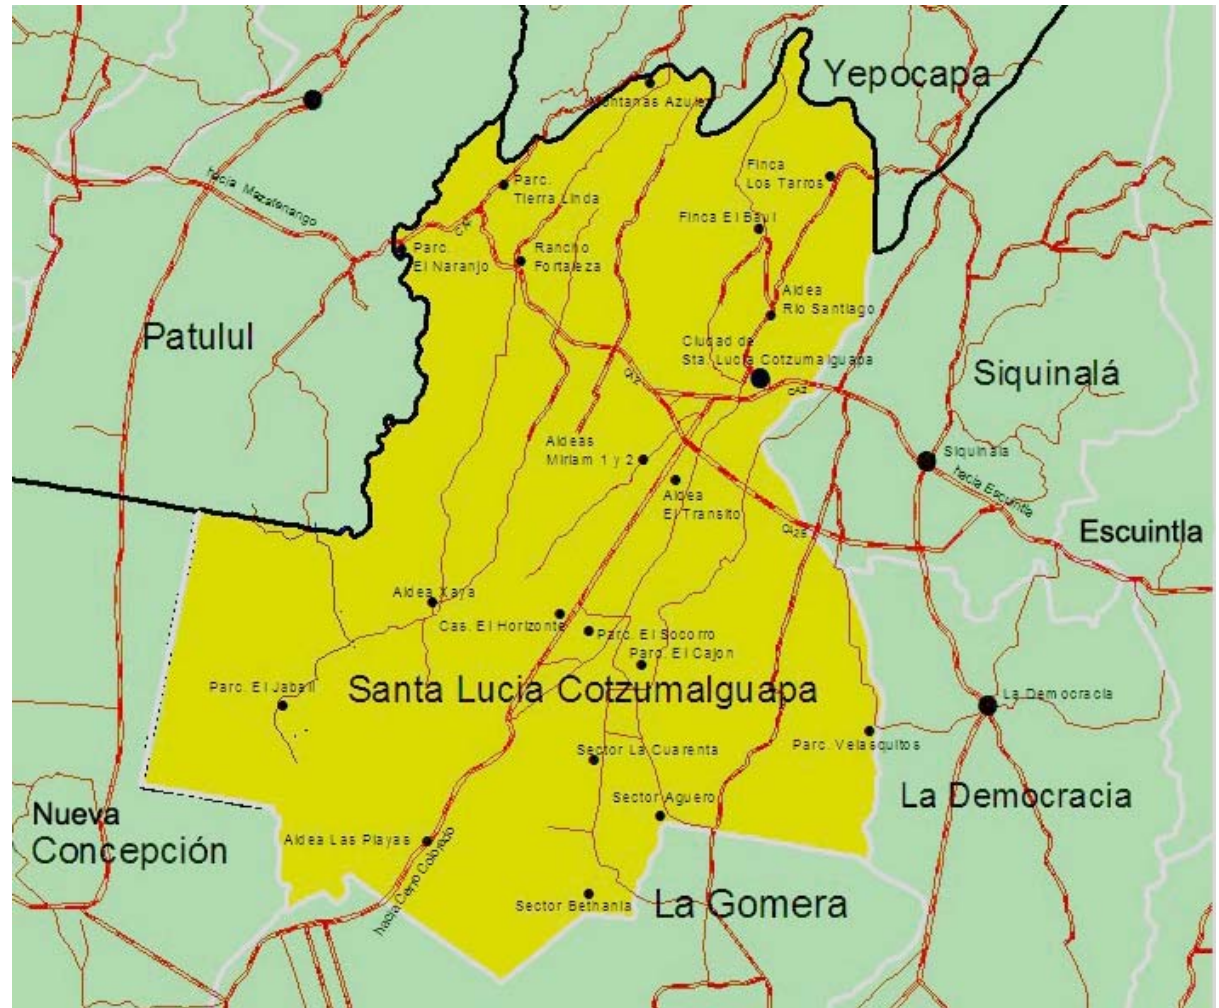 Yepocapa
Montanas Azules
Finca
Los Tarros
Parc.
Tierra Linda
hacia Mazatenango
Finca El Baul
CA2
Parc.
El Naranjo
Rancho
Fortaleza
Aldea
Rio Santiago
Patulul
Ciudad de
Sta. Lucia Cotzumalguapa
Siquinalá
CA2
CA2
Aldeas
Miriam 1 y 2
Siquinala
hacia Escuintla
Aldea
El Transito
Escuintla
Aldea Xaya
Cas. El Horizonte
Parc. El Socorro
Parc. El Cajon
Parc. El Jabali
Santa Lucia Cotzumalguapa
La Democracia
Parc. Velasquitos
Sector La Cuarenta
Sector Aguero
La Democracia
Nueva
Concepción
Aldea Las Playas
hacia Cerro Colorado
Sector Bethania
La Gomera